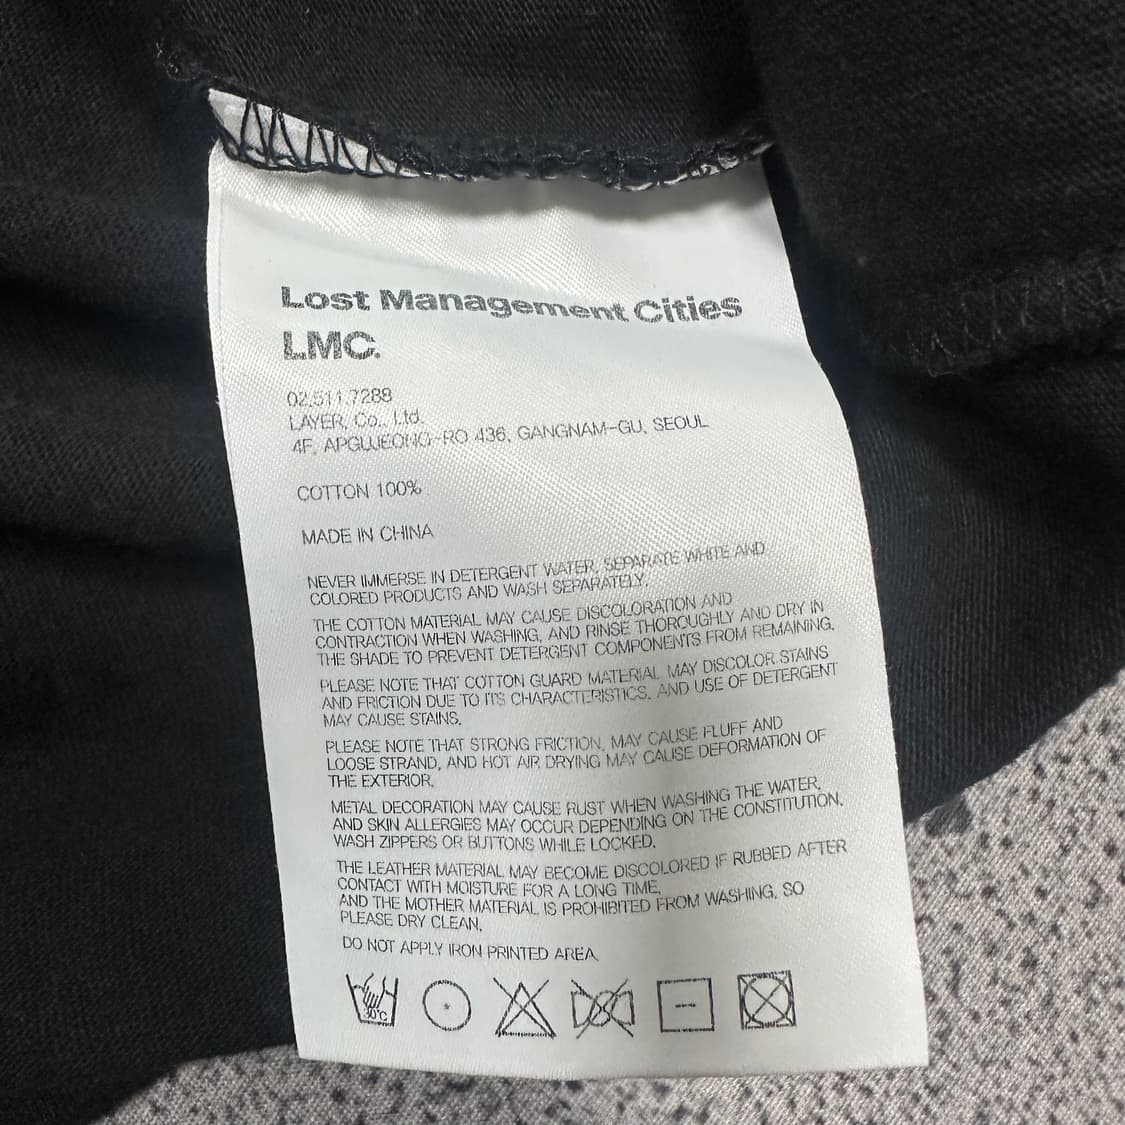 Lost Management Cities
LMC.
02.511.7288
LAYER, Co., Ltd.
4F, APGUJEONG-RO 436, GANGNAM-GU, SEOUL
COTTON 100%
MADE IN CHINA
NEVER IMMERSE IN DETERGENT WATER, SEPARATE WHITE AND
COLORED PRODUCTS AND WASH SEPARATELY.
THE COTTON MATERIAL MAY CAUSE DISCOLORATION AND
CONTRACTION WHEN WASHING, AND RINSE THOROUGHLY AND DRY IN
THE SHADE TO PREVENT DETERGENT COMPONENTS FROM REMAINING.
PLEASE NOTE THAT COTTON GUARD MATERIAL MAY DISCOLOR STAINS
AND FRICTION DUE TO ITS CHARACTERISTICS. AND USE OF DETERGENT
MAY CAUSE STAINS.
PLEASE NOTE THAT STRONG FRICTION, MAY CAUSE FLUFF AND
LOOSE STRAND, AND HOT AIR DRYING MAY CAUSE DEFORMATION OF
THE EXTERIOR.
METAL DECORATION MAY CAUSE RUST WHEN WASHING THE WATER,
AND SKIN ALLERGIES MAY OCCUR DEPENDING ON THE CONSTITUTION.
WASH ZIPPERS OR BUTTONS WHILE LOCKED.
THE LEATHER MATERIAL MAY BECOME DISCOLORED IF RUBBED AFTER
CONTACT WITH MOISTURE FOR A LONG TIME,
AND THE MOTHER MATERIAL IS PROHIBITED FROM WASHING, SO
PLEASE DRY CLEAN.
DO NOT APPLY IRON PRINTED AREA
30°C